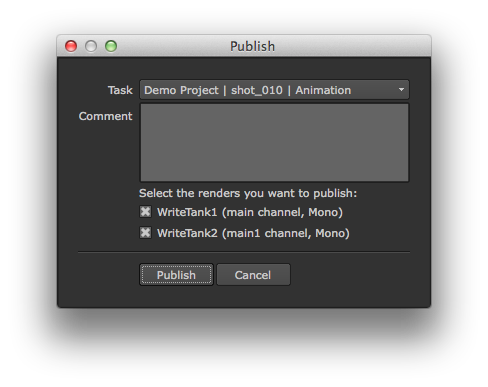 Publish
Task Demo Project | shot_010 | Animation
Comment
Select the renders you want to publish:
WriteTank1 (main channel, Mono)
WriteTank2 (main1 channel, Mono)
Publish Cancel